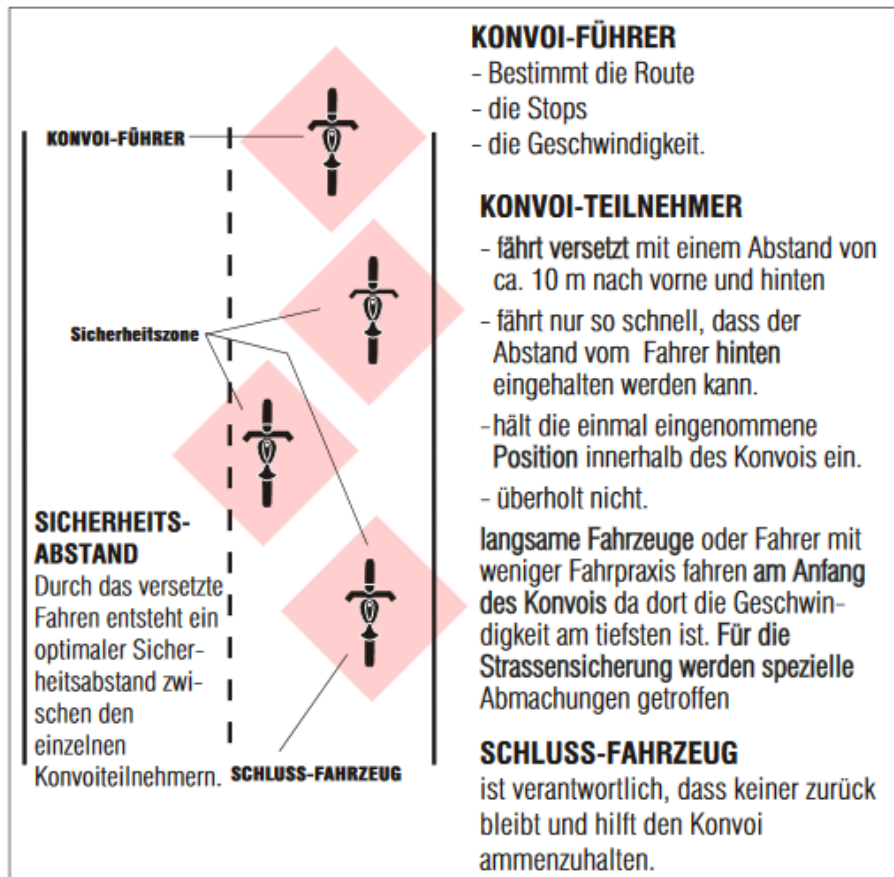 KONVOI-FÜHRER
- Bestimmt die Route
- die Stops
- die Geschwindigkeit.
KONVOI-FÜHRER
KONVOI-TEILNEHMER
- fährt versetzt mit einem Abstand von
ca. 10 m nach vorne und hinten
- fährt nur so schnell, dass der
Abstand vom Fahrer hinten
eingehalten werden kann.
- hält die einmal eingenommene
Position innerhalb des Konvois ein.
- überholt nicht.
langsame Fahrzeuge oder Fahrer mit
weniger Fahrpraxis fahren am Anfang
des Konvois da dort die Geschwin-
digkeit am tiefsten ist. Für die
Strassensicherung werden spezielle
Abmachungen getroffen
Sicherheitszone
SICHERHEITS-
ABSTAND
Durch das versetzte
Fahren entsteht ein
optimaler Sicher-
heitsabstand zwi-
schen den
einzelnen
Konvoiteilnehmern.
SCHLUSS-FAHRZEUG
SCHLUSS-FAHRZEUG
ist verantwortlich, dass keiner zurück
bleibt und hilft den Konvoi
ammenzuhalten.